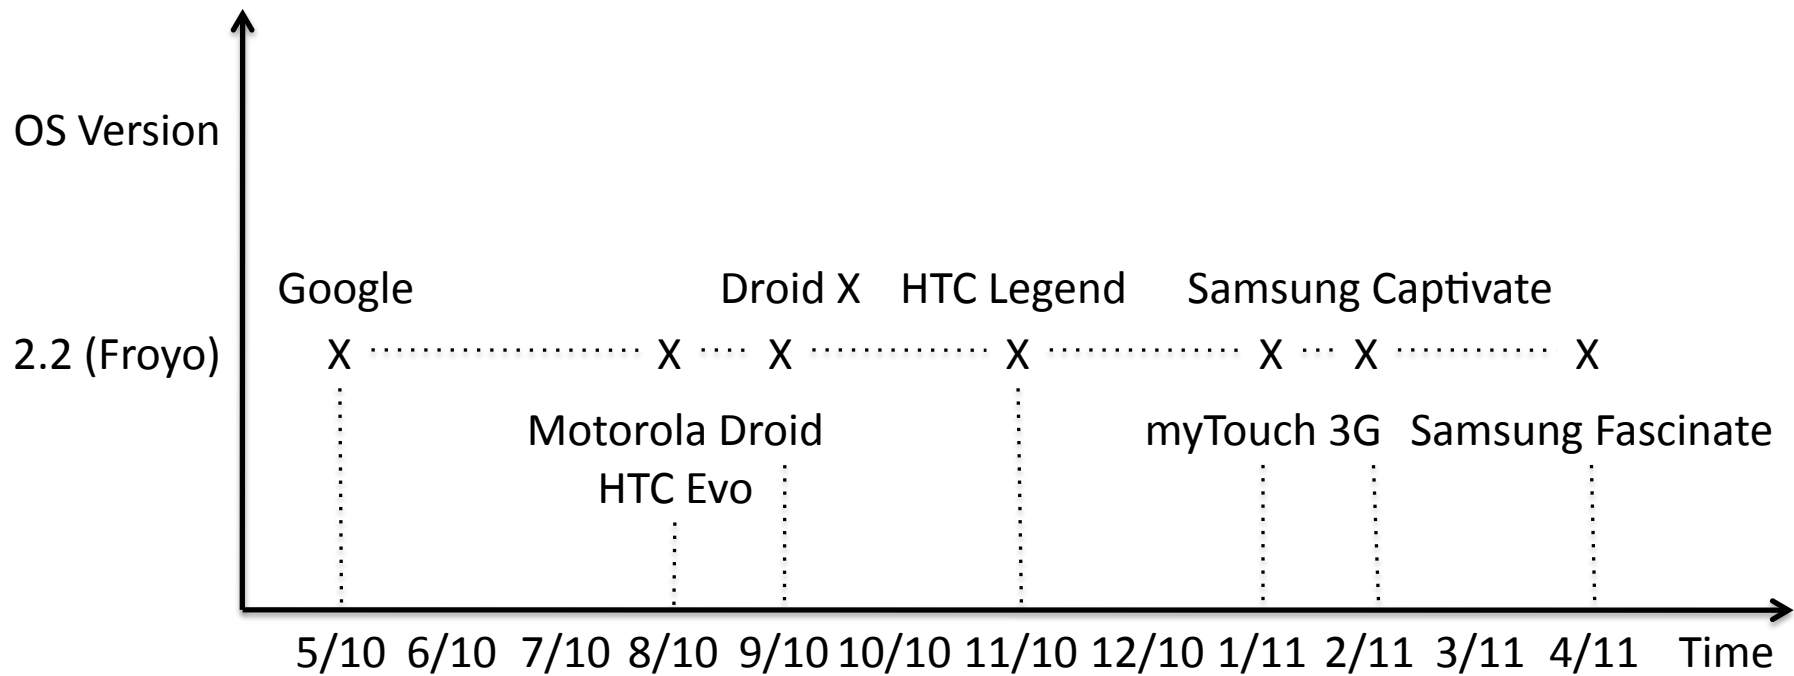 OS Version
Google Droid X HTC Legend Samsung Captivate
2.2 (Froyo) X X X X X X X
Motorola Droid myTouch 3G Samsung Fascinate
HTC Evo
5/10 6/10 7/10 8/10 9/10 10/10 11/10 12/10 1/11 2/11 3/11 4/11 Time